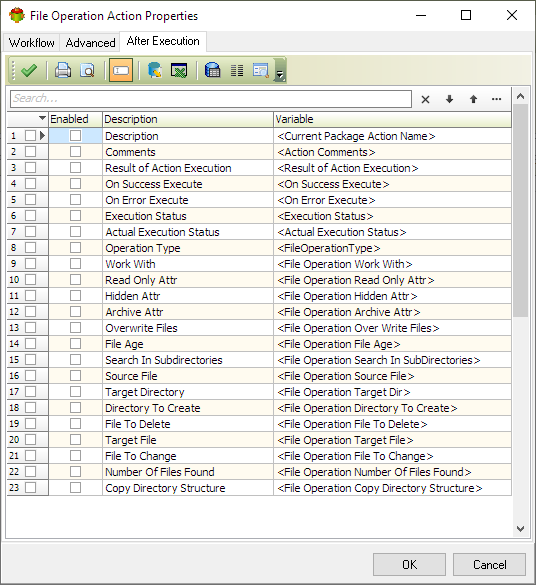 File Operation Action Properties
Workflow Advanced After Execution
Search...
Enabled Description Variable
1 Description <Current Package Action Name>
2 Comments <Action Comments>
3 Result of Action Execution <Result of Action Execution>
4 On Success Execute <On Success Execute>
5 On Error Execute <On Error Execute>
6 Execution Status <Execution Status>
7 Actual Execution Status <Actual Execution Status>
8 Operation Type <FileOperationType>
9 Work With <File Operation Work With>
10 Read Only Attr <File Operation Read Only Attr>
11 Hidden Attr <File Operation Hidden Attr>
12 Archive Attr <File Operation Archive Attr>
13 Overwrite Files <File Operation Over Write Files>
14 File Age <File Operation File Age>
15 Search In Subdirectories <File Operation Search In SubDirectories>
16 Source File <File Operation Source File>
17 Target Directory <File Operation Target Dir>
18 Directory To Create <File Operation Directory To Create>
19 File To Delete <File Operation File To Delete>
20 Target File <File Operation Target File>
21 File To Change <File Operation File To Change>
22 Number Of Files Found <File Operation Number Of Files Found>
23 Copy Directory Structure <File Operation Copy Directory Structure>
OK Cancel